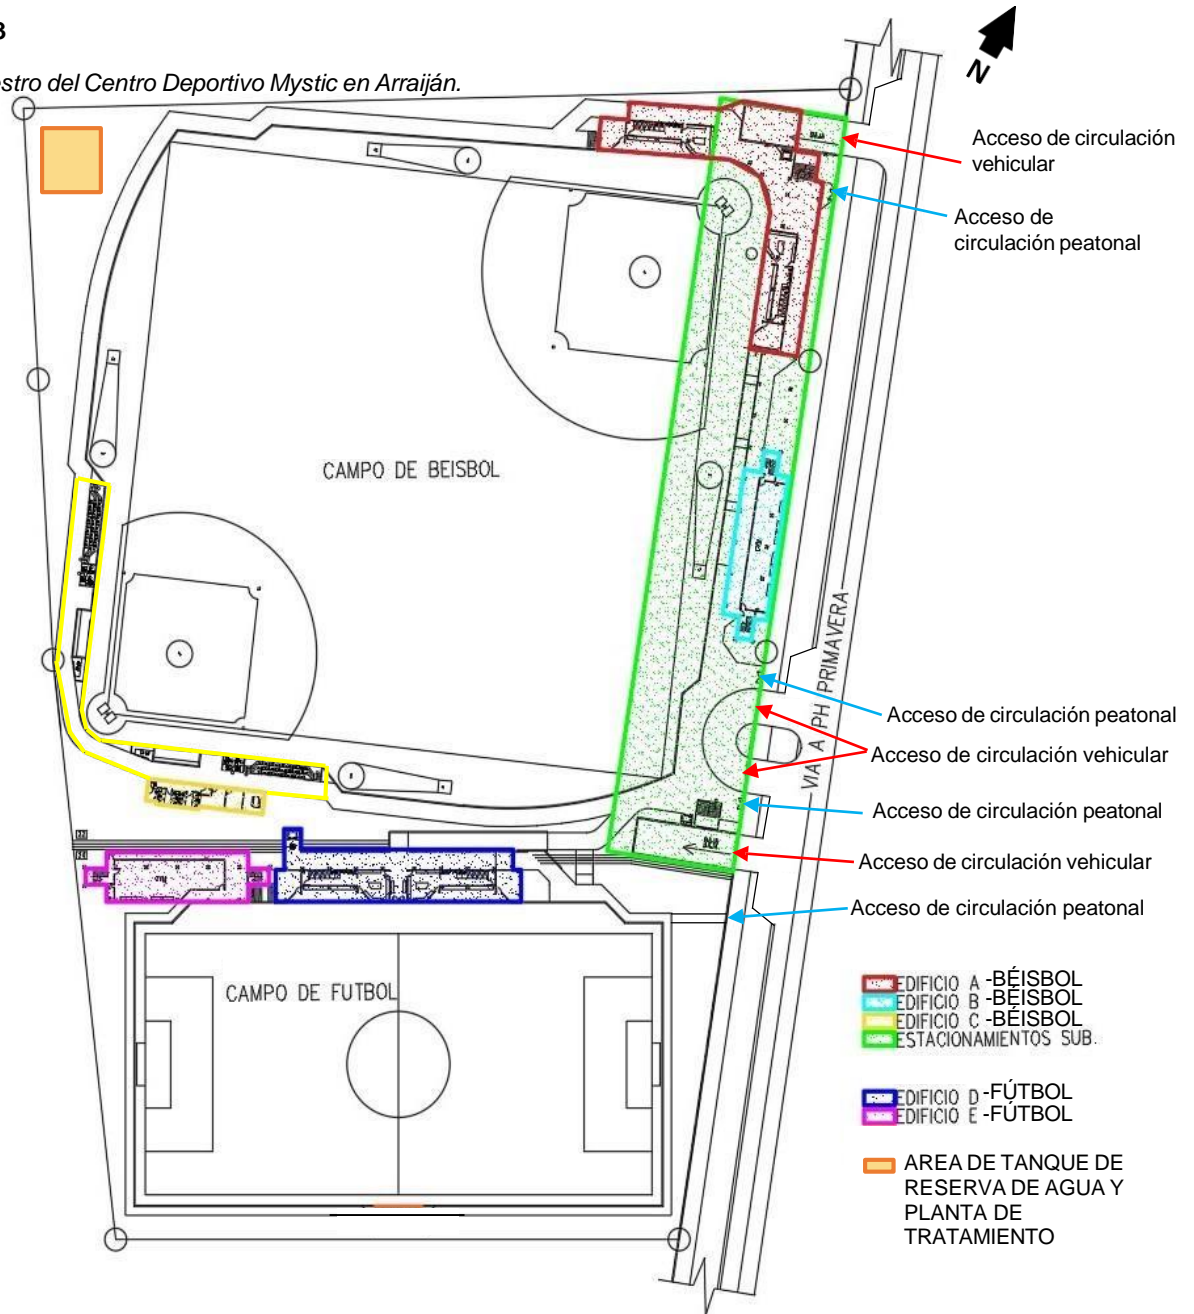 3
estro del Centro Deportivo Mystic en Arraiján.
N
Acceso de circulación
vehicular
Acceso de
circulación peatonal
CAMPO DE BEISBOL
VIA A PH PRIMAVERA
Acceso de circulación peatonal
Acceso de circulación vehicular
Acceso de circulación peatonal
Acceso de circulación vehicular
Acceso de circulación peatonal
CAMPO DE FUTBOL
EDIFICIO A -BÉISBOL
EDIFICIO B -BÉISBOL
EDIFICIO C -BÉISBOL
ESTACIONAMIENTOS SUB.
EDIFICIO D -FÚTBOL
EDIFICIO E -FÚTBOL
AREA DE TANQUE DE
RESERVA DE AGUA Y
PLANTA DE
TRATAMIENTO